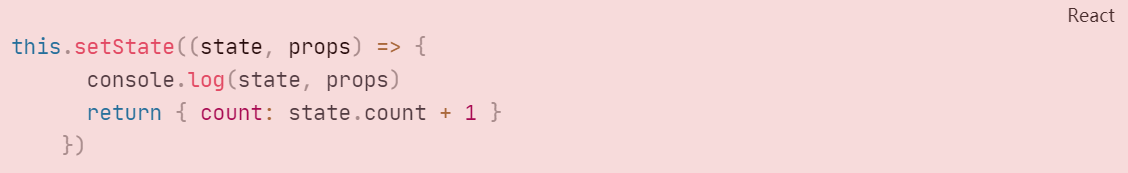 React
this.setState((state, props) => {
      console.log(state, props)
      return { count: state.count + 1 }
    })